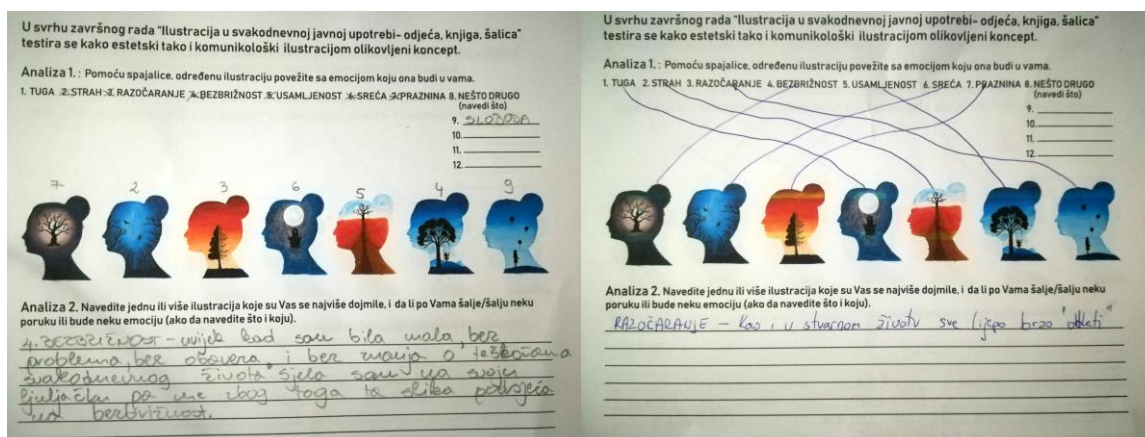 U svrhu završnog rada "Ilustracija u svakodnevnoj javnoj upotrebi- odjeća, knjiga, šalica"
testira se kako estetski tako i komunikološki ilustracijom olikovljeni koncept.
Analiza 1. : Pomoću spajalice, određenu ilustraciju povežite sa emocijom koju ona budi u vama.
1. TUGA 2. STRAH 3. RAZOČARANJE 4. BEZBRIŽNOST 5. USAMLJENOST 6. SREĆA 7. PRAZNINA 8. NEŠTO DRUGO
(navedi što)
9. SLOBODA
10.
11.
12.
7 2 3 6 5 4 9
Analiza 2. Navedite jednu ili više ilustracija koje su Vas se najviše dojmile, i da li po Vama šalje/šalju neku
poruku ili bude neku emociju (ako da navedite što i koju).
4. BEZBRIŽNOST - uvijek kad sam bila mala, bez
problema, bez obaveza, i bez znanja o teškoćama
svakodnevnog života sjela sam na svoju
ljuljačku pa me zbog toga ta slika podsjeća
na bezbrižnost.
U svrhu završnog rada "Ilustracija u svakodnevnoj javnoj upotrebi- odjeća, knjiga, šalica"
testira se kako estetski tako i komunikološki ilustracijom olikovljeni koncept.
Analiza 1. : Pomoću spajalice, određenu ilustraciju povežite sa emocijom koju ona budi u vama.
1. TUGA 2. STRAH 3. RAZOČARANJE 4. BEZBRIŽNOST 5. USAMLJENOST 6. SREĆA 7. PRAZNINA 8. NEŠTO DRUGO
(navedi što)
9.
10.
11.
12.
Analiza 2. Navedite jednu ili više ilustracija koje su Vas se najviše dojmile, i da li po Vama šalje/šalju neku
poruku ili bude neku emociju (ako da navedite što i koju).
RAZOČARANJE - Kao i u stvarnom životu sve lijepo brzo "odleti"